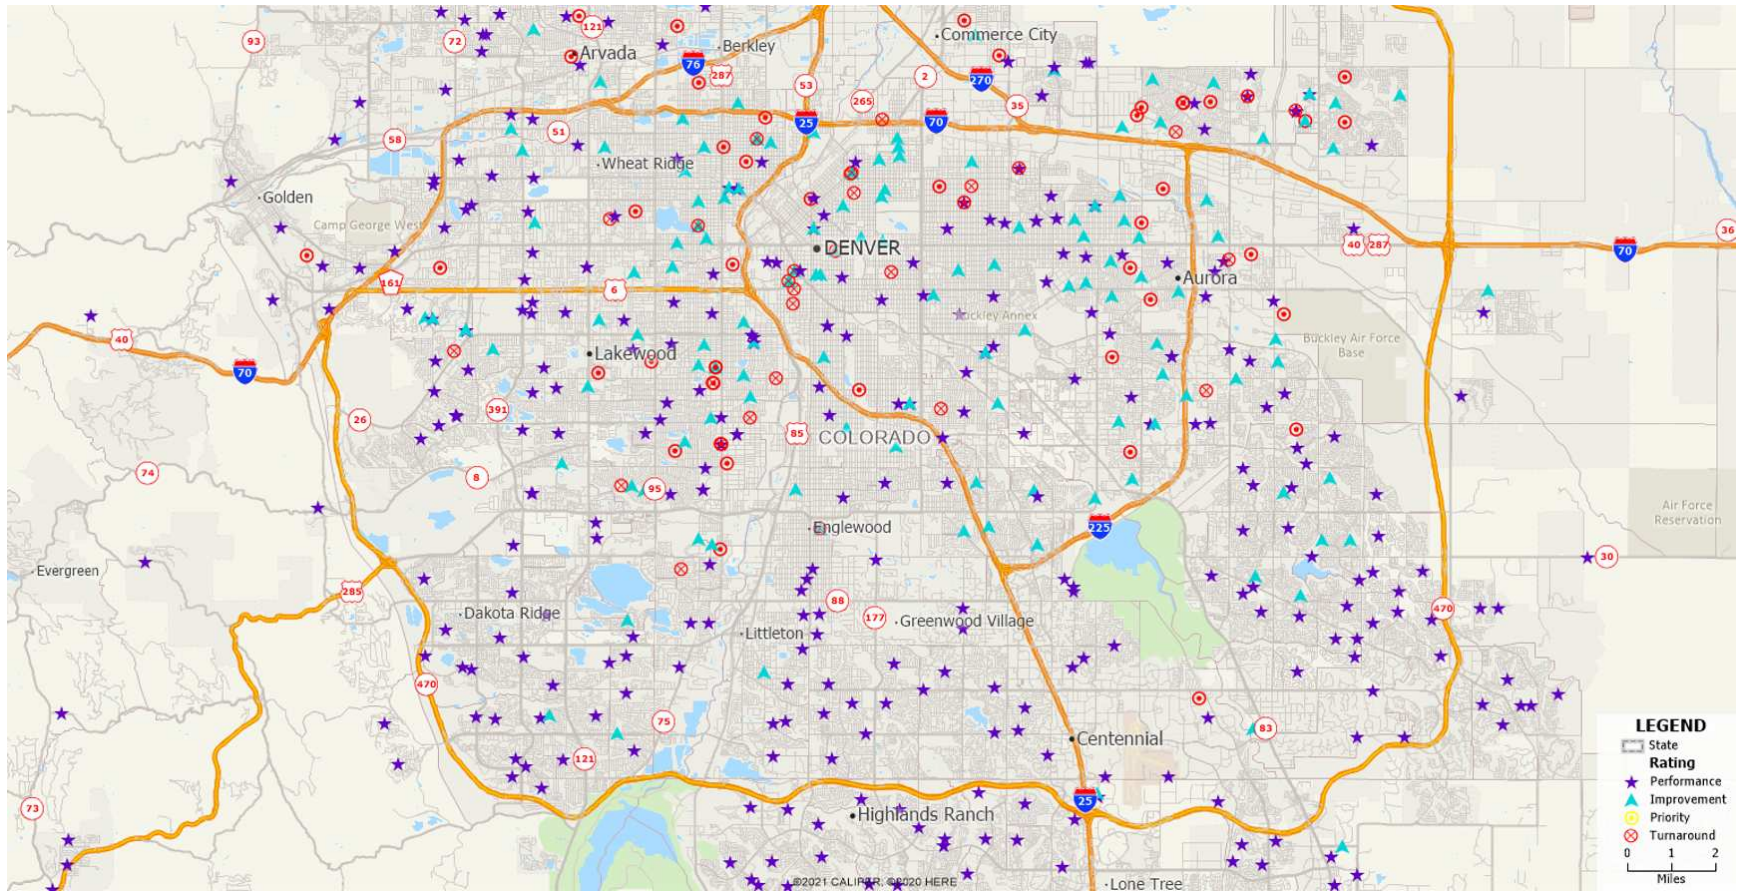 93
72
121
Arvada
Berkley
76
287
Commerce City
270
2
53
265
35
25
70
58
51
Wheat Ridge
Golden
Camp George West
DENVER
Aurora
40
287
70
36
161
6
Buckley Annex
Buckley Air Force
Base
40
70
Lakewood
391
26
85
COLORADO
74
8
95
Air Force
Reservation
Englewood
225
30
Evergreen
285
Dakota Ridge
88
177
Greenwood Village
Littleton
470
470
75
83
Centennial
121
73
25
Highlands Ranch
©2021 CALIPER, ©2020 HERE
Lone Tree
LEGEND
State
Rating
Performance
Improvement
Priority
Turnaround
0 1 2
Miles